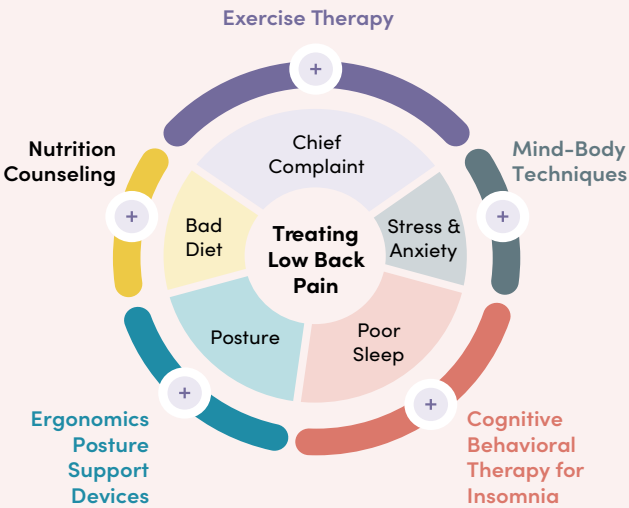 Exercise Therapy
+
Chief
Complaint
Nutrition
Counseling
+
Mind-Body
Techniques
+
Bad
Diet
Stress &
Anxiety
Treating
Low Back
Pain
Posture
Poor
Sleep
+
Ergonomics
Posture
Support
Devices
+
Cognitive
Behavioral
Therapy for
Insomnia